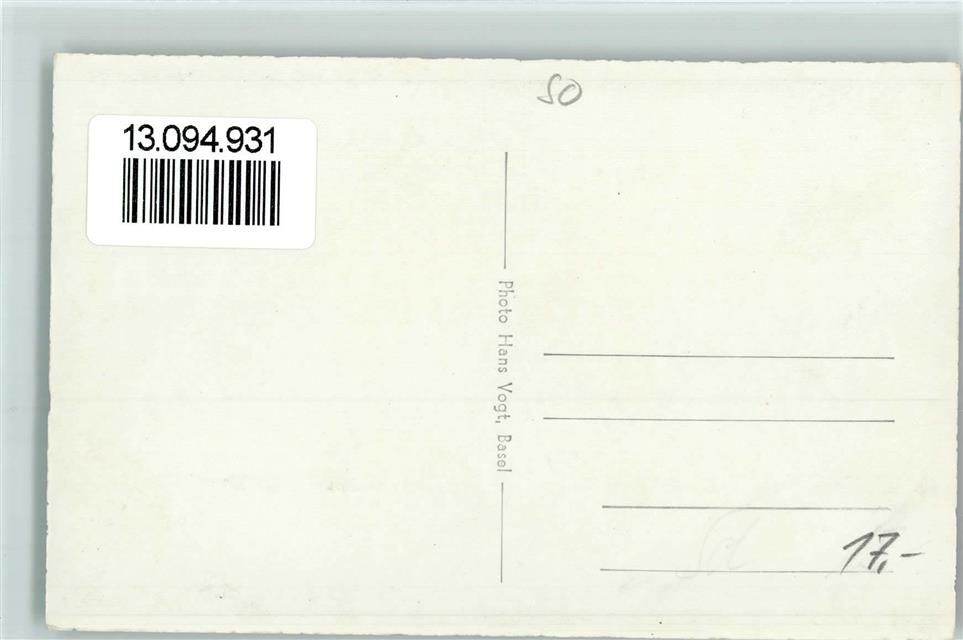 SO
13.094.931
Photo Hans Vogt, Basel
17,-